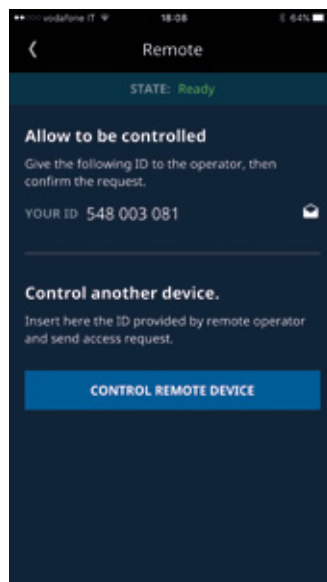 vodafone IT 18:08 64%
Remote
STATE: Ready
Allow to be controlled
Give the following ID to the operator, then
confirm the request.
YOUR ID 548 003 081
Control another device.
Insert here the ID provided by remote operator
and send access request.
CONTROL REMOTE DEVICE